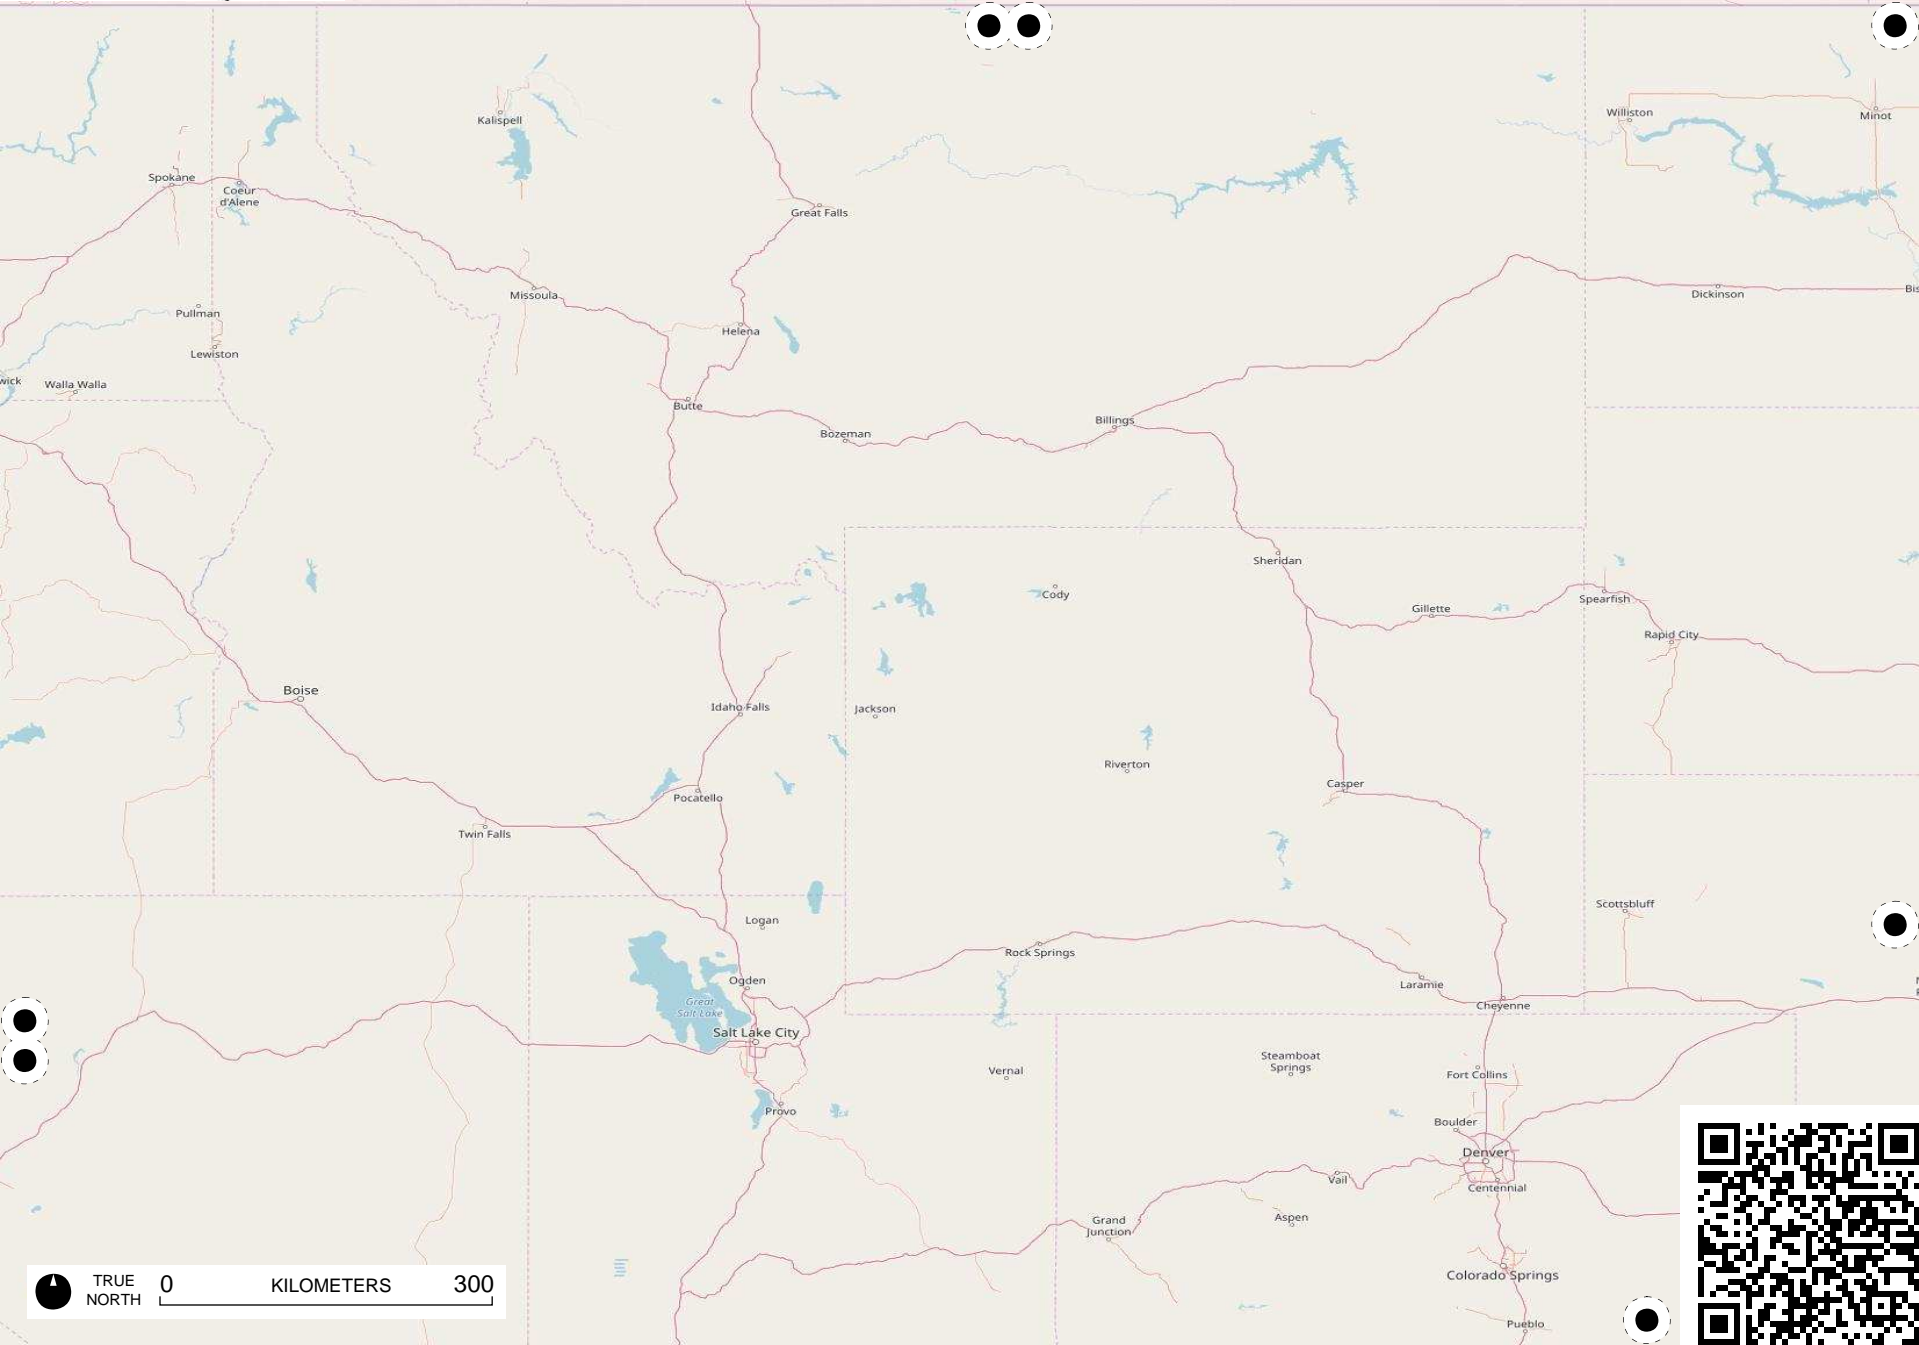 Williston
Minot
Kalispell
Spokane
Coeur
d'Alene
Great Falls
Missoula
Dickinson
Bis
Pullman
Helena
Lewiston
wick
Walla Walla
Butte
Billings
Bozeman
Sheridan
Cody
Gillette
Spearfish
Rapid City
Boise
Idaho Falls
Jackson
Riverton
Casper
Pocatello
Twin Falls
Scottsbluff
Logan
Rock Springs
Ogden
Laramie
Great
Salt Lake
Cheyenne
Salt Lake City
Steamboat
Springs
Vernal
Fort Collins
Provo
Boulder
Denver
Vail
Centennial
Aspen
Grand
Junction
Colorado Springs
Pueblo
TRUE
NORTH
0 KILOMETERS 300